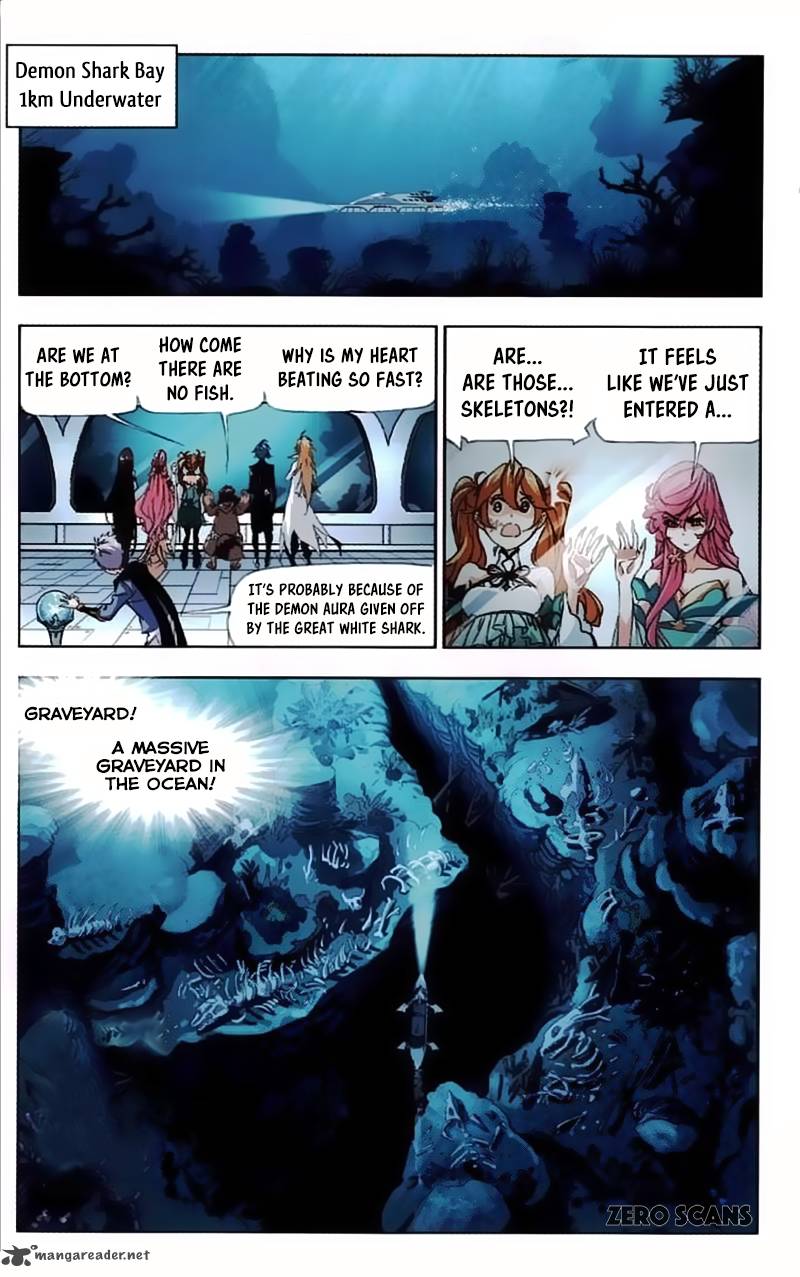 Demon Shark Bay
1km Underwater
ARE WE AT
THE BOTTOM?
HOW COME
THERE ARE
NO FISH.
WHY IS MY HEART
BEATING SO FAST?
IT'S PROBABLY BECAUSE OF
THE DEMON AURA GIVEN OFF
BY THE GREAT WHITE SHARK.
ARE...
ARE THOSE...
SKELETONS?!
IT FEELS
LIKE WE'VE JUST
ENTERED A...
GRAVEYARD!
A MASSIVE
GRAVEYARD IN
THE OCEAN!
ZERO SCANS
mangareader.net